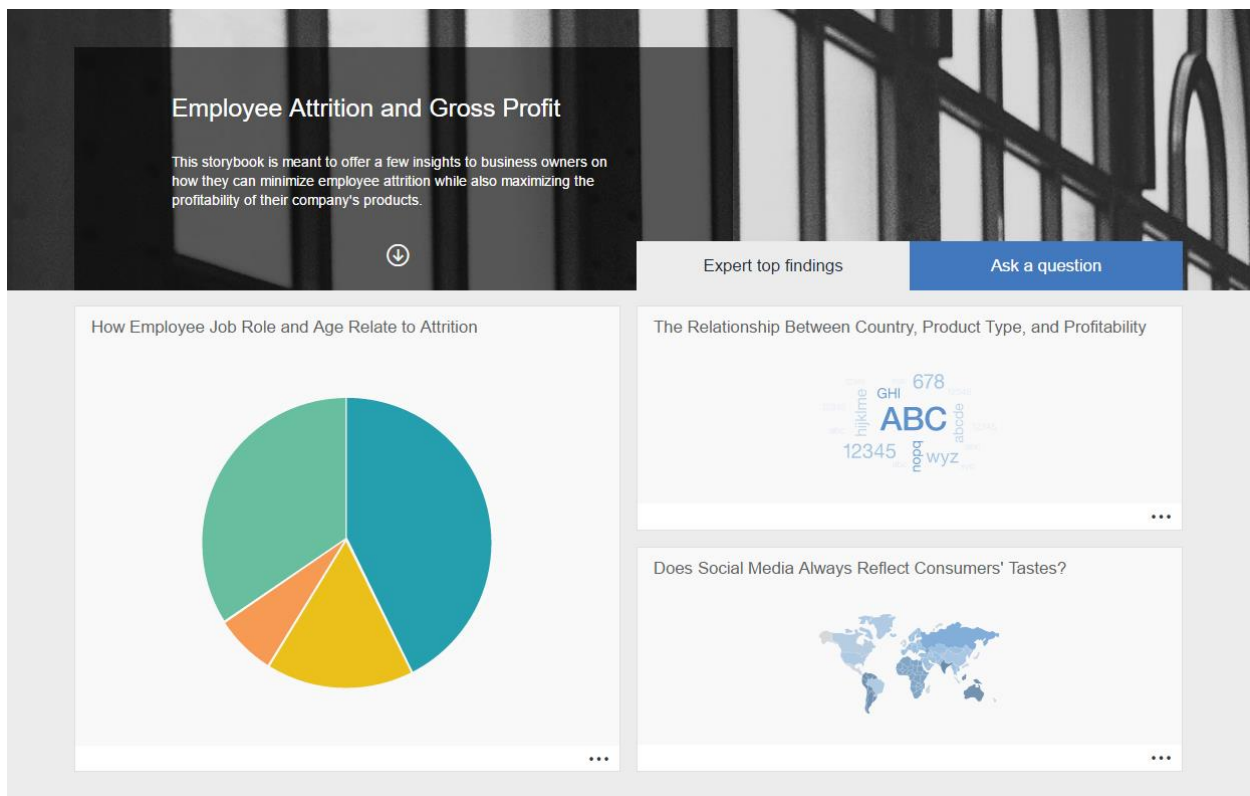 Employee Attrition and Gross Profit
This storybook is meant to offer a few insights to business owners on
how they can minimize employee attrition while also maximizing the
profitability of their company's products.
Expert top findings
Ask a question
How Employee Job Role and Age Relate to Attrition
The Relationship Between Country, Product Type, and Profitability
678
GHI
hijklme
ABC
abcde
12345
nopq
wyz
Does Social Media Always Reflect Consumers' Tastes?